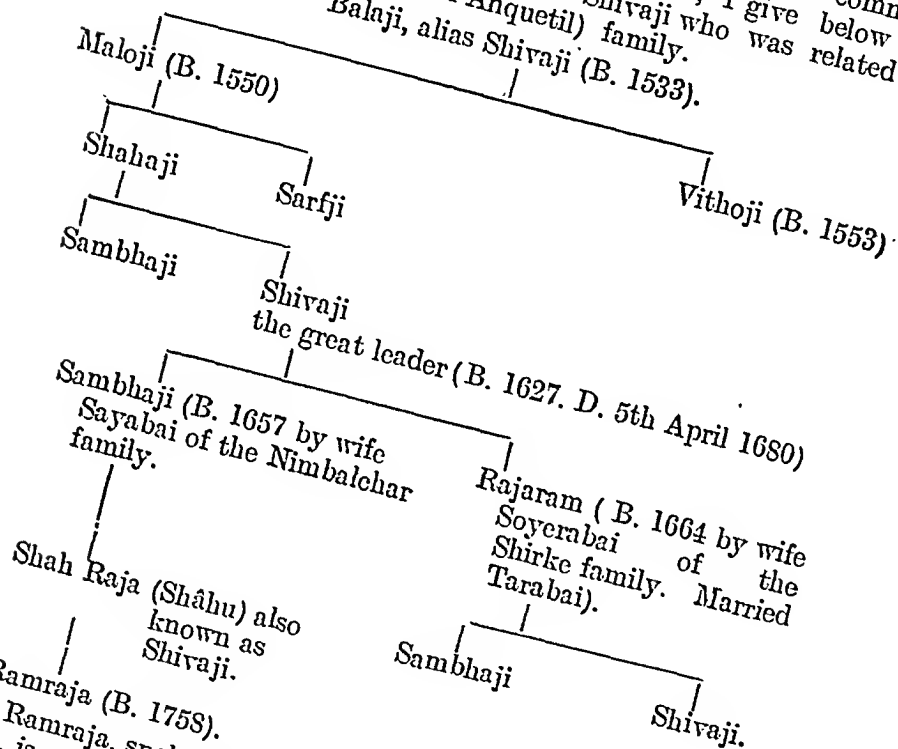 I give below
Shivaji who was related
Anquetil) family.
Balaji, alias Shivaji (B. 1533).
Maloji (B. 1550)
Vithoji (B. 1553)
Shahaji
Sarfji
Sambhaji
Shivaji
the great leader (B. 1627. D. 5th April 1680)
Sambhaji (B. 1657 by wife
Sayabai of the Nimbalchar
family.
Rajaram ( B. 1664 by wife
Soyerabai of the
Shirke family. Married
Tarabai).
Shah Raja (Shâhu) also
known as
Shivaji.
Sambhaji
Shivaji.
Ramraja (B. 1758).
Ramraja,
is